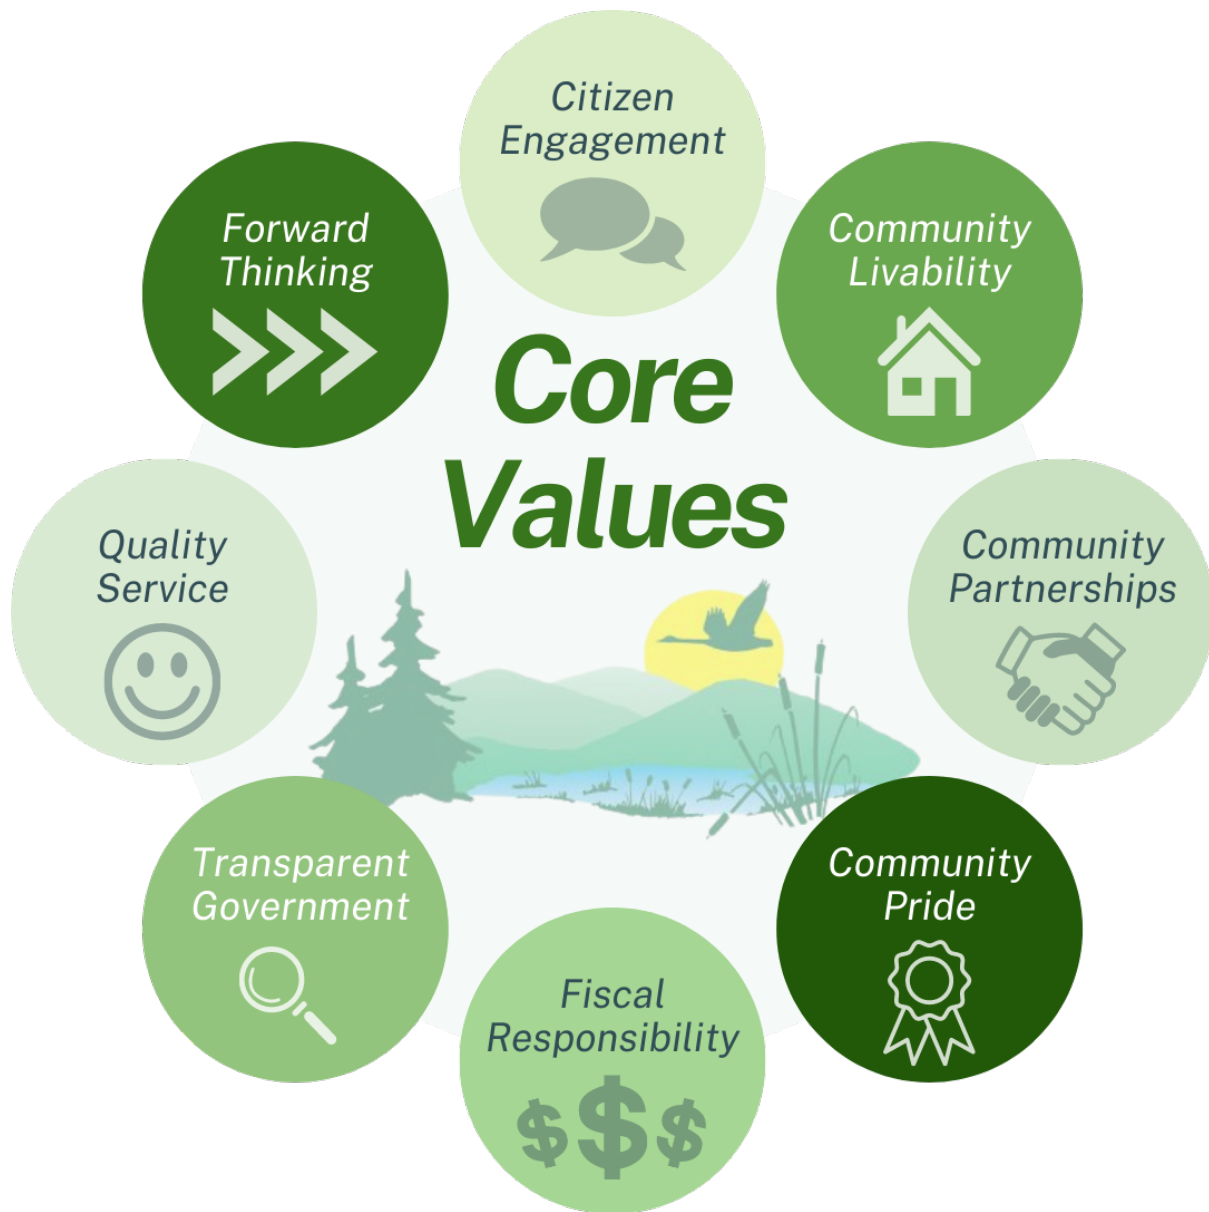 Citizen
Engagement
Forward
Thinking
Community
Livability
Core
Values
Quality
Service
Community
Partnerships
Transparent
Government
Community
Pride
Fiscal
Responsibility
$$$